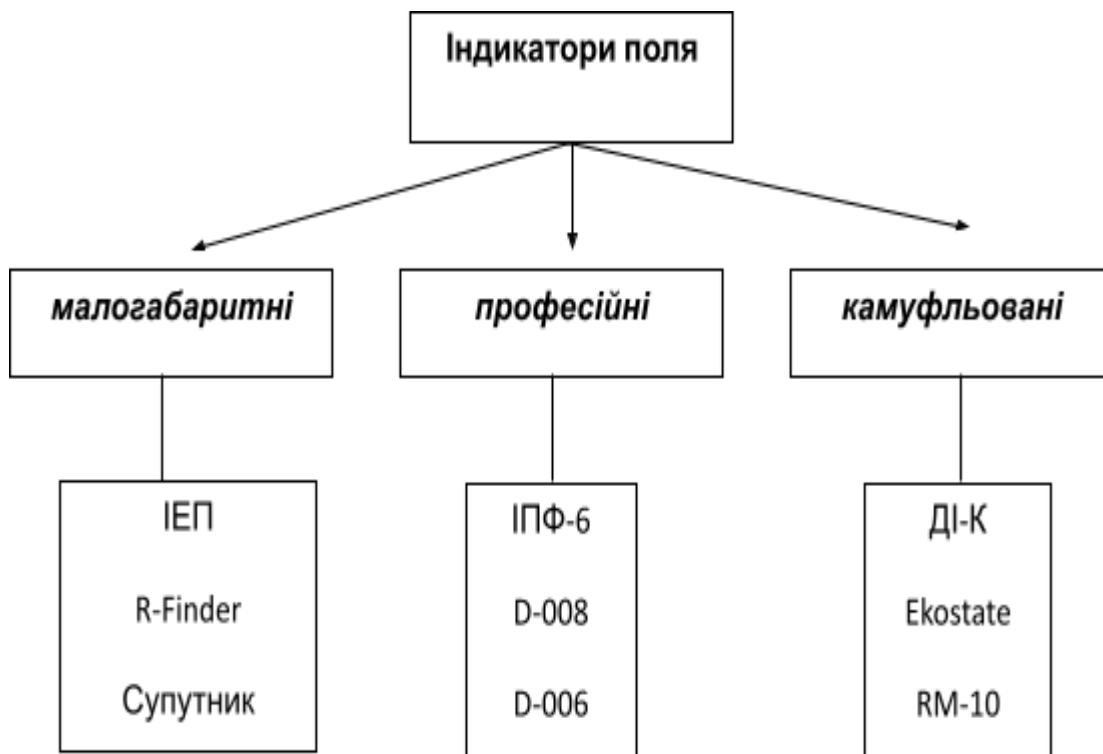 Індикатори поля
малогабаритні
професійні
камуфльовані
ІЕП
R-Finder
Супутник
ІПФ-6
D-008
D-006
ДІ-К
Ekostate
RM-10